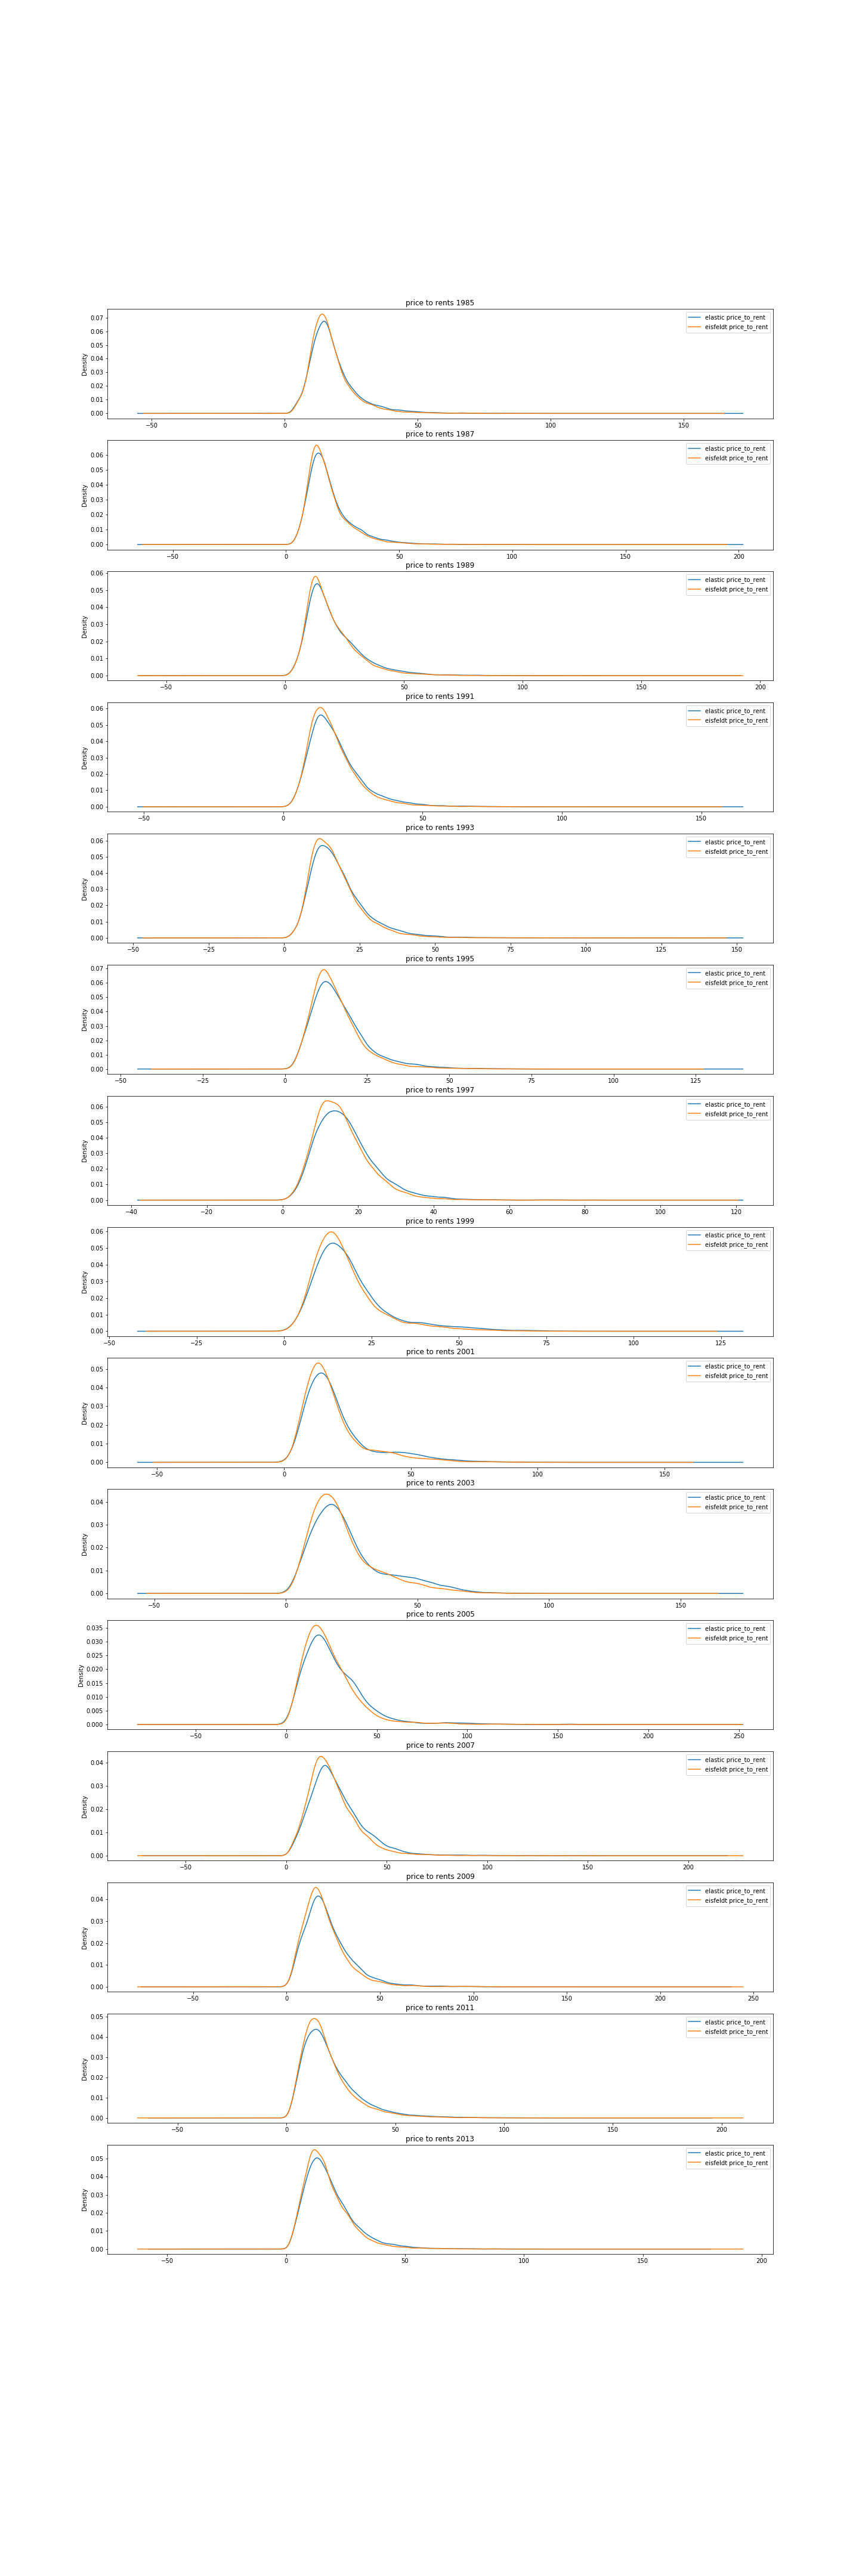 price to rents 1985
elastic price_to_rent
eisfeldt price_to_rent
Density
0.07
0.06
0.05
0.04
0.03
0.02
0.01
0.00
−50 0 50 100 150
price to rents 1987
elastic price_to_rent
eisfeldt price_to_rent
Density
0.06
0.05
0.04
0.03
0.02
0.01
0.00
−50 0 50 100 150 200
price to rents 1989
elastic price_to_rent
eisfeldt price_to_rent
Density
0.06
0.05
0.04
0.03
0.02
0.01
0.00
−50 0 50 100 150 200
price to rents 1991
elastic price_to_rent
eisfeldt price_to_rent
Density
0.06
0.05
0.04
0.03
0.02
0.01
0.00
−50 0 50 100 150
price to rents 1993
elastic price_to_rent
eisfeldt price_to_rent
Density
0.06
0.05
0.04
0.03
0.02
0.01
0.00
−50 −25 0 25 50 75 100 125 150
price to rents 1995
elastic price_to_rent
eisfeldt price_to_rent
Density
0.07
0.06
0.05
0.04
0.03
0.02
0.01
0.00
−50 −25 0 25 50 75 100 125
price to rents 1997
elastic price_to_rent
eisfeldt price_to_rent
Density
0.06
0.05
0.04
0.03
0.02
0.01
0.00
−40 −20 0 20 40 60 80 100 120
price to rents 1999
elastic price_to_rent
eisfeldt price_to_rent
Density
0.06
0.05
0.04
0.03
0.02
0.01
0.00
−50 −25 0 25 50 75 100 125
price to rents 2001
elastic price_to_rent
eisfeldt price_to_rent
Density
0.05
0.04
0.03
0.02
0.01
0.00
−50 0 50 100 150
price to rents 2003
elastic price_to_rent
eisfeldt price_to_rent
Density
0.04
0.03
0.02
0.01
0.00
−50 0 50 100 150
price to rents 2005
elastic price_to_rent
eisfeldt price_to_rent
Density
0.035
0.030
0.025
0.020
0.015
0.010
0.005
0.000
−50 0 50 100 150 200 250
price to rents 2007
elastic price_to_rent
eisfeldt price_to_rent
Density
0.04
0.03
0.02
0.01
0.00
−50 0 50 100 150 200
price to rents 2009
elastic price_to_rent
eisfeldt price_to_rent
Density
0.04
0.03
0.02
0.01
0.00
−50 0 50 100 150 200 250
price to rents 2011
elastic price_to_rent
eisfeldt price_to_rent
Density
0.05
0.04
0.03
0.02
0.01
0.00
−50 0 50 100 150 200
price to rents 2013
elastic price_to_rent
eisfeldt price_to_rent
Density
0.05
0.04
0.03
0.02
0.01
0.00
−50 0 50 100 150 200